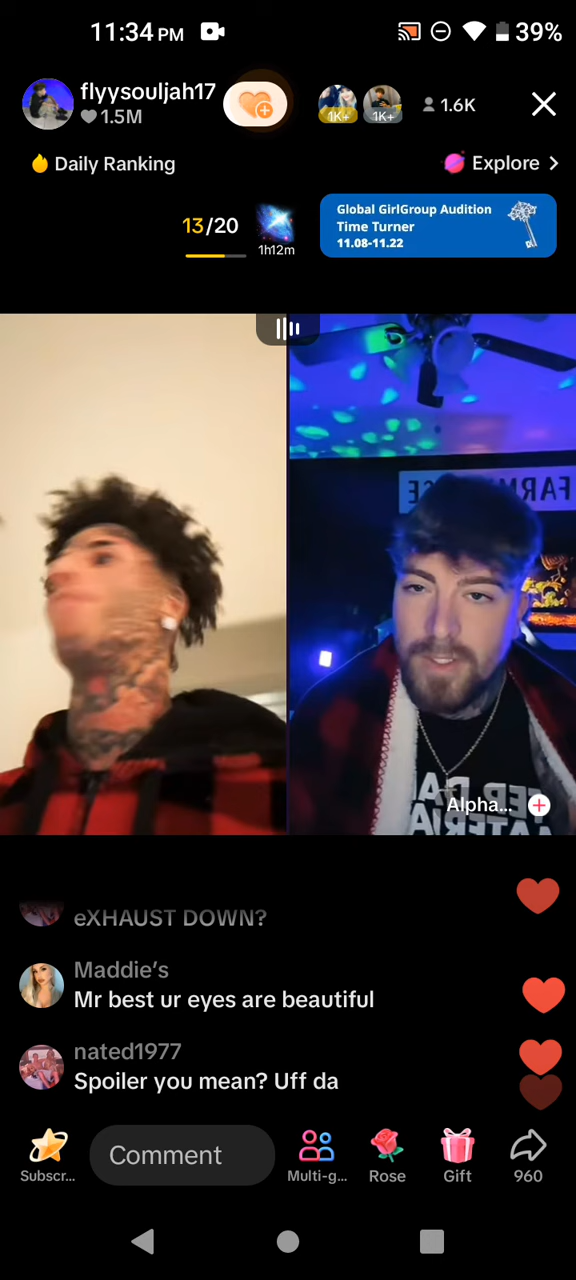 11:34 PM
39%
flyysouljah17
1.5M
1K+
1K+
1.6K
Daily Ranking
Explore >
13/20
1h12m
Global GirlGroup Audition
Time Turner
11.08-11.22
Alpha...
eXHAUST DOWN?
Maddie’s
Mr best ur eyes are beautiful
nated1977
Spoiler you mean? Uff da
Subscr...
Comment
Multi-g...
Rose
Gift
960